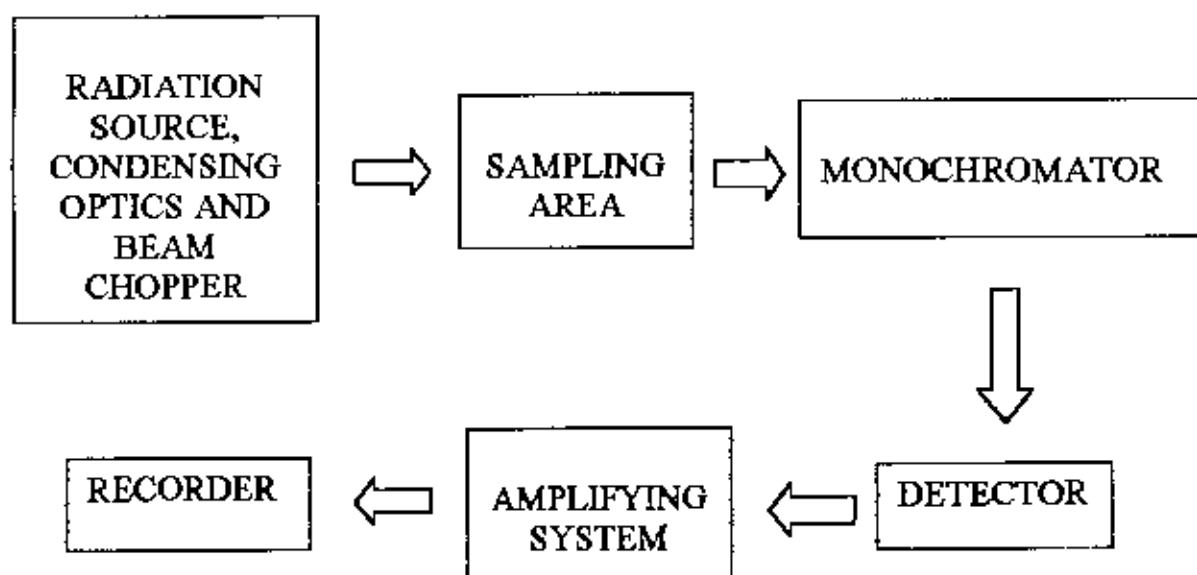 RADIATION
SOURCE,
CONDENSING
OPTICS AND
BEAM
CHOPPER
SAMPLING
AREA
MONOCHROMATOR
RECORDER
AMPLIFYING
SYSTEM
DETECTOR